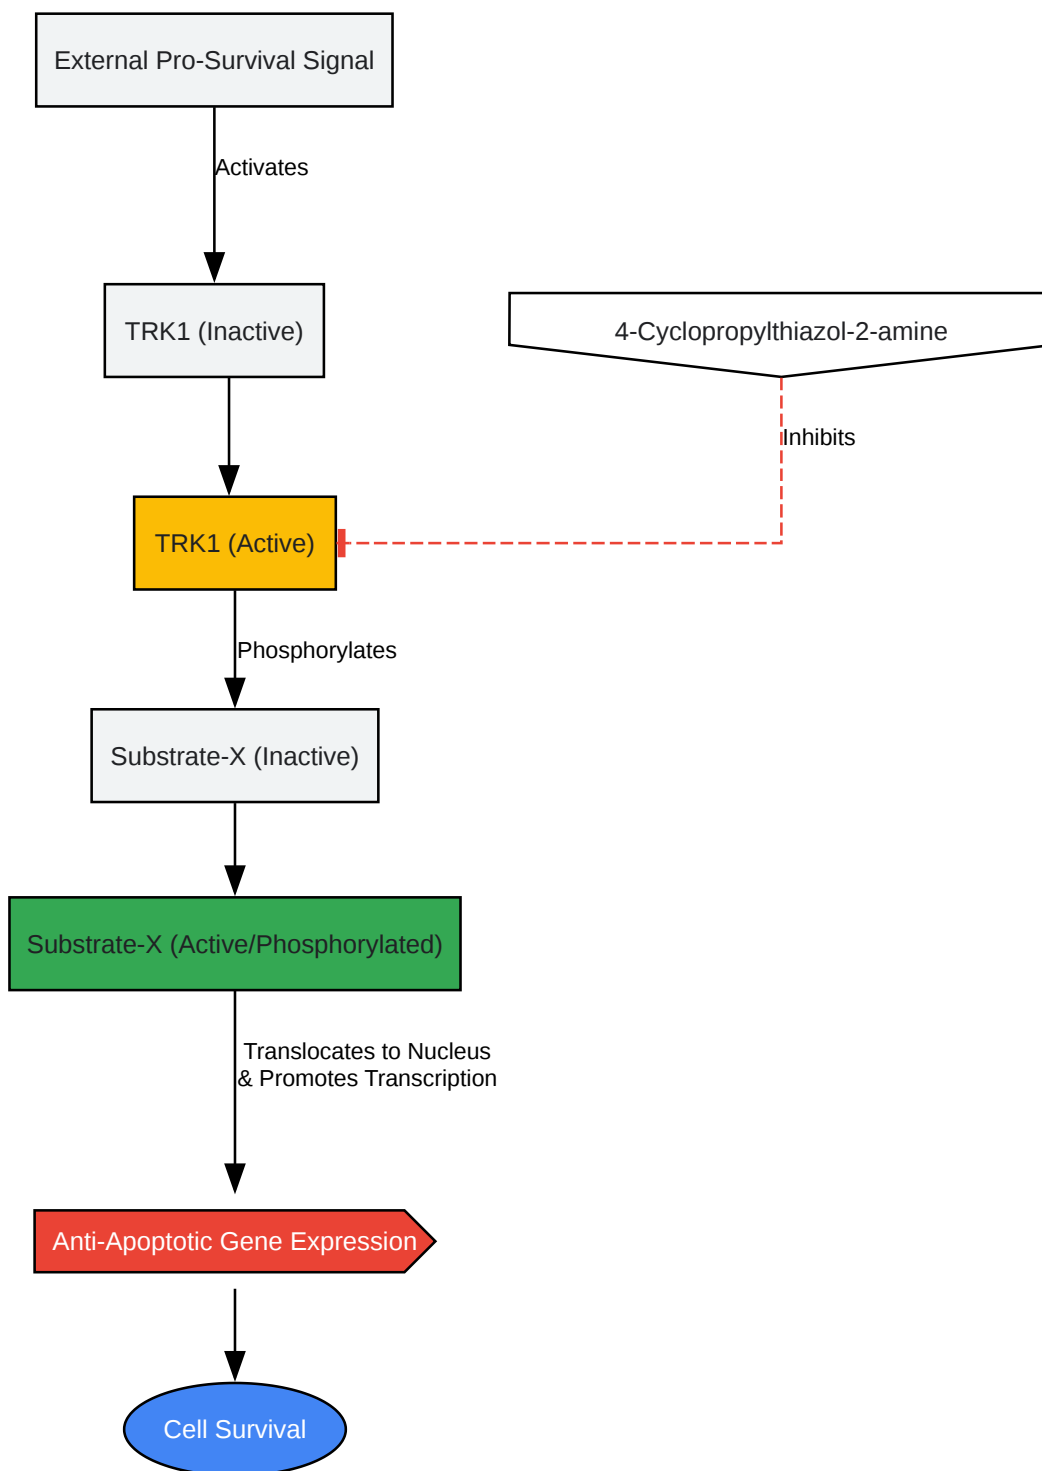 External Pro-Survival Signal
Activates
TRK1 (Inactive)
4-Cyclopropylthiazol-2-amine
Inhibits
TRK1 (Active)
Phosphorylates
Substrate-X (Inactive)
Substrate-X (Active/Phosphorylated)
Translocates to Nucleus
& Promotes Transcription
Anti-Apoptotic Gene Expression
Cell Survival